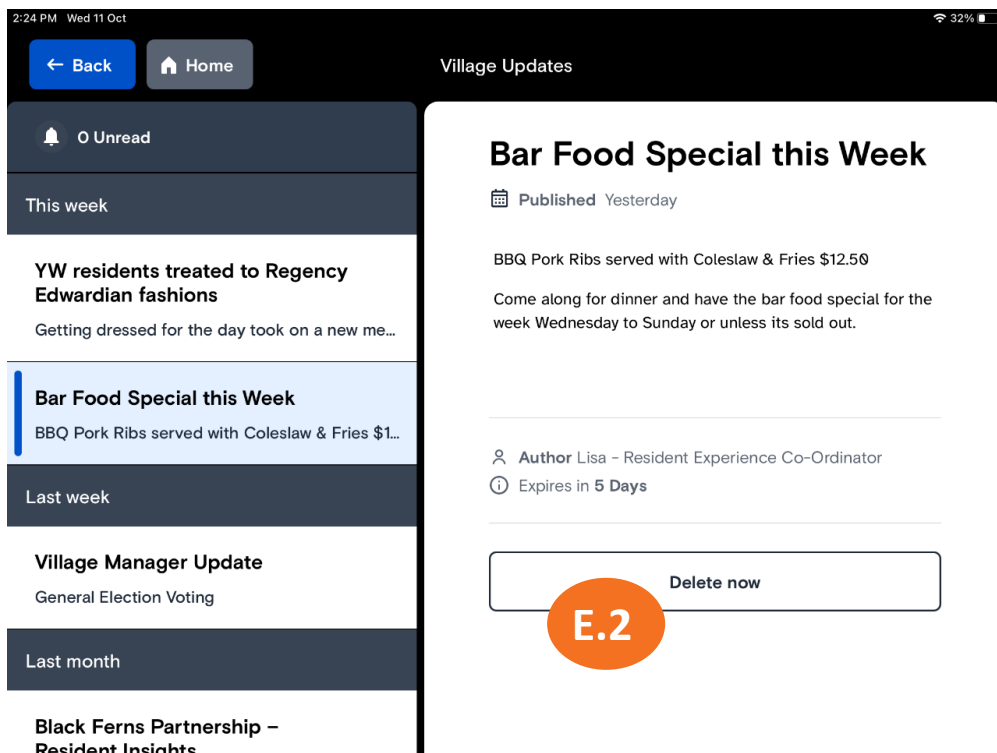 2:24 PM Wed 11 Oct
32%
Back
Home
Village Updates
0 Unread
This week
YW residents treated to Regency
Edwardian fashions
Getting dressed for the day took on a new me...
Bar Food Special this Week
BBQ Pork Ribs served with Coleslaw & Fries $1...
Last week
Village Manager Update
General Election Voting
Last month
Black Ferns Partnership –
Resident Insights
Bar Food Special this Week
Published Yesterday
BBQ Pork Ribs served with Coleslaw & Fries $12.50
Come along for dinner and have the bar food special for the
week Wednesday to Sunday or unless its sold out.
Author Lisa - Resident Experience Co-Ordinator
Expires in 5 Days
Delete now
E.2